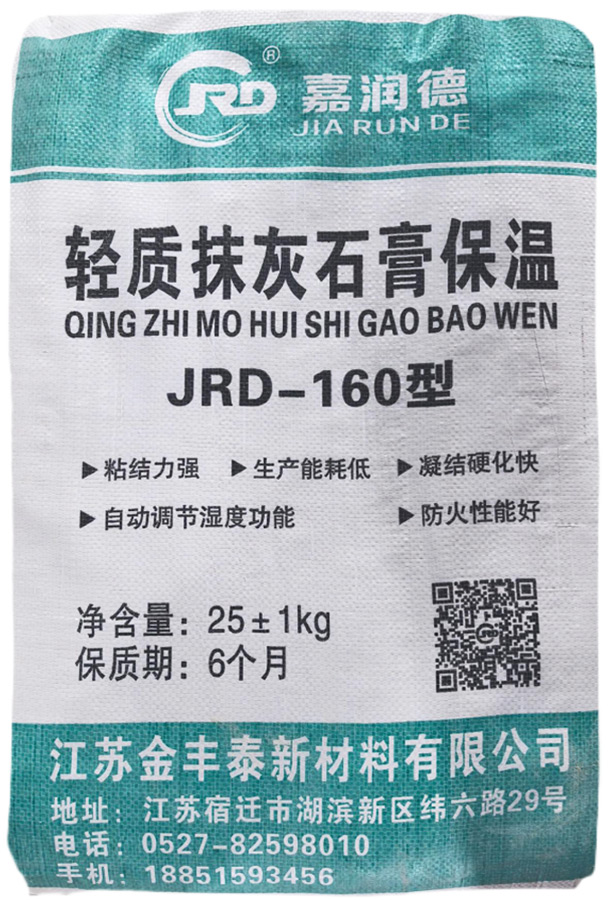 JRD®
嘉润德
JIA RUN DE
轻质抹灰石膏保温
QING ZHI MO HUI SHI GAO BAO WEN
JRD-160型
▶粘结力强 ▶生产能耗低 ▶凝结硬化快
▶自动调节湿度功能 ▶防火性能好
净含量：25±1kg
保质期：6个月
JRD
江苏金丰泰新材料有限公司
地址：江苏宿迁市湖滨新区纬六路29号
电话：0527-82598010
手机：18851593456